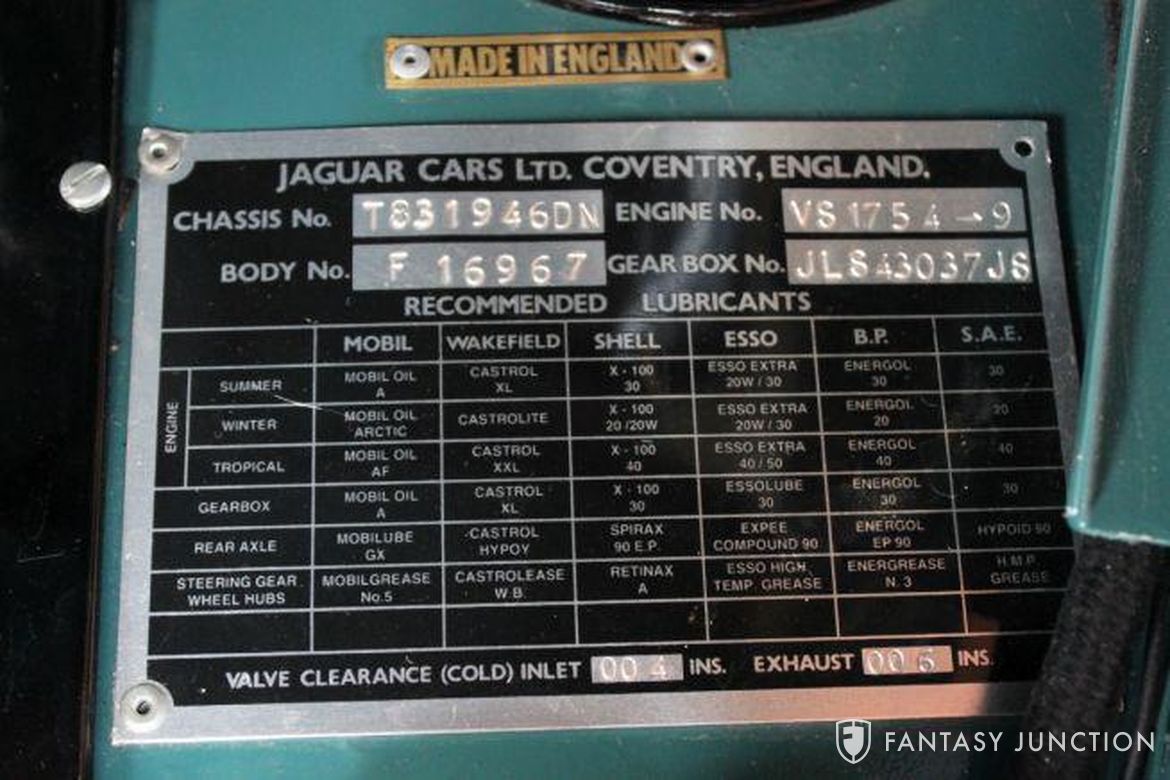 MADE IN ENGLAND
JAGUAR CARS LTD. COVENTRY, ENGLAND.
CHASSIS No. T831946DN ENGINE No. VS1754-9
BODY No. F 16967 GEAR BOX No. JLS43037JS
RECOMMENDED LUBRICANTS
MOBIL WAKEFIELD SHELL ESSO B.P. S.A.E.
ENGINE
SUMMER MOBIL OIL A CASTROL XL X-100 30 ESSO EXTRA 20W/30 ENERGOL 30 30
WINTER MOBIL OIL ARCTIC CASTROLITE X-100 20/20W ESSO EXTRA 20W/30 ENERGOL 20 20
TROPICAL MOBIL OIL AF CASTROL XXL X-100 40 ESSO EXTRA 40/50 ENERGOL 40 40
GEARBOX MOBIL OIL A CASTROL XL X-100 30 ESSOLUBE 30 ENERGOL 30 30
REAR AXLE MOBILUBE GX CASTROL HYPOY SPIRAX 90 E.P. EXPEE COMPOUND 90 ENERGOL EP 90 HYPOID 90
STEERING GEAR WHEEL HUBS MOBILGREASE No.5 CASTROLEASE W.B. RETINAX A ESSO HIGH TEMP. GREASE ENERGREASE N.3 H.M.P. GREASE
VALVE CLEARANCE (COLD) INLET 004 INS. EXHAUST 006 INS.
FANTASY JUNCTION